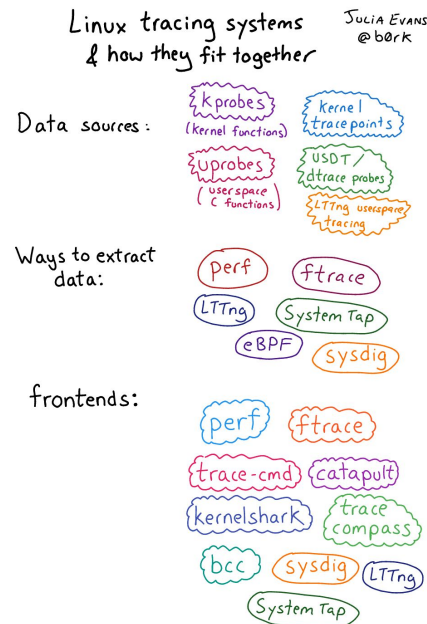 Linux tracing systems
& how they fit together
JULIA EVANS
@b0rk
Data sources:
kprobes
(kernel functions)
kernel
tracepoints
uprobes
(userspace
C functions)
USDT/
dtrace probes
LTTng userspace
tracing
Ways to extract
data:
perf
ftrace
LTTng
System Tap
eBPF
sysdig
frontends:
perf
ftrace
trace-cmd
catapult
kernelshark
trace
compass
bcc
sysdig
LTTng
System Tap